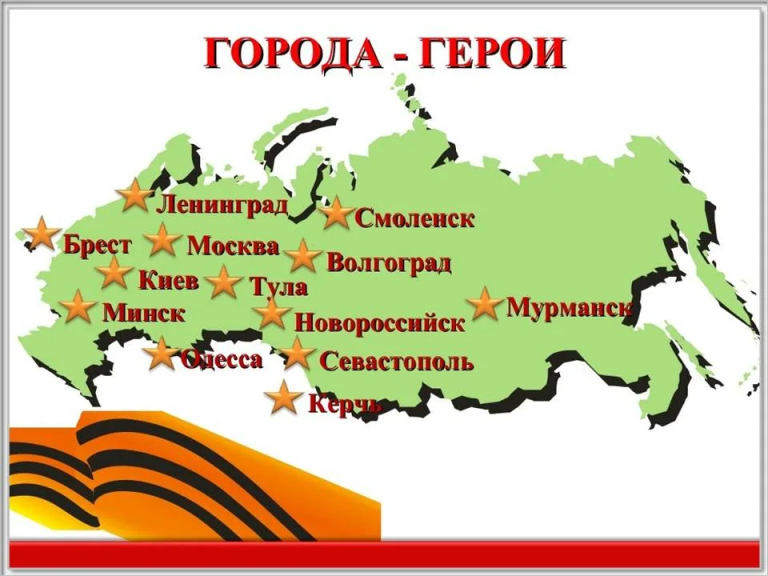 ГОРОДА - ГЕРОИ
Ленинград
Смоленск
Брест
Москва
Волгоград
Киев
Тула
Минск
Мурманск
Новороссийск
Одесса
Севастополь
Керчь